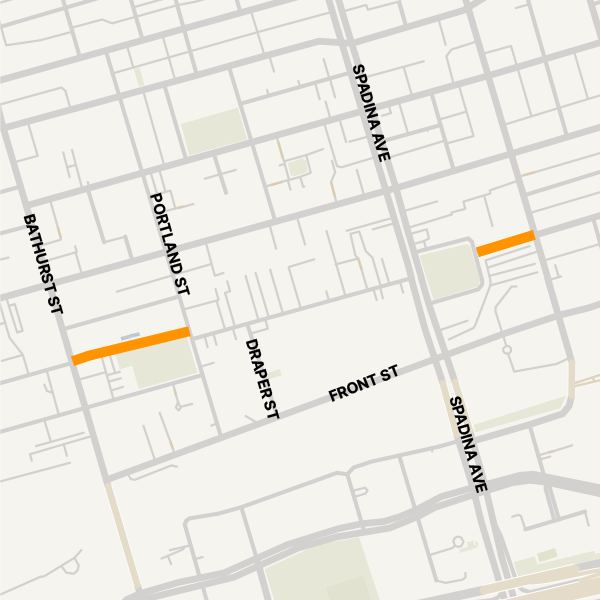 SPADINA AVE
PORTLAND ST
BATHURST ST
DRAPER ST
FRONT ST
SPADINA AVE